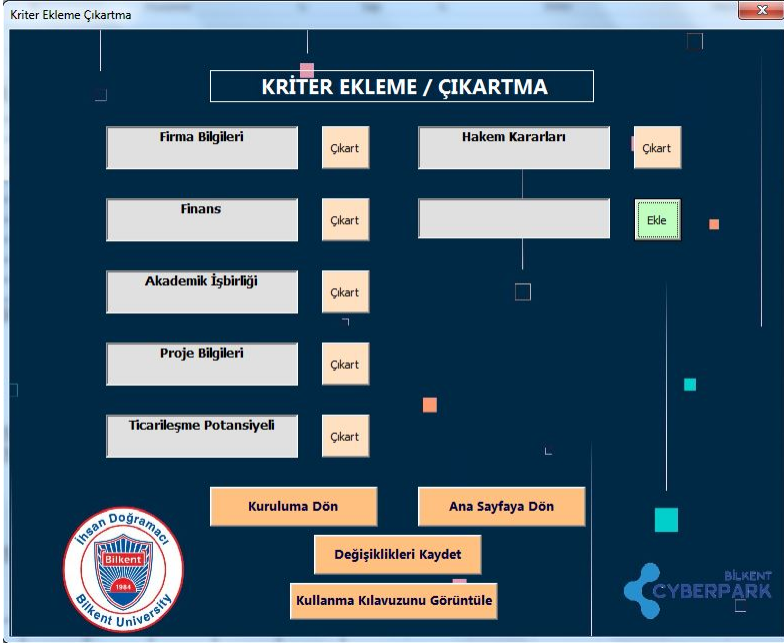 Kriter Ekleme Çıkartma
KRİTER EKLEME / ÇIKARTMA
Firma Bilgileri
Çıkart
Hakem Kararları
Çıkart
Finans
Çıkart
Ekle
Akademik İşbirliği
Çıkart
Proje Bilgileri
Çıkart
Ticarileşme Potansiyeli
Çıkart
Kuruluma Dön
Ana Sayfaya Dön
Değişiklikleri Kaydet
Kullanma Kılavuzunu Görüntüle
İhsan Doğramacı
Bilkent
1984
Bilkent University
BİLKENT
CYBERPARK